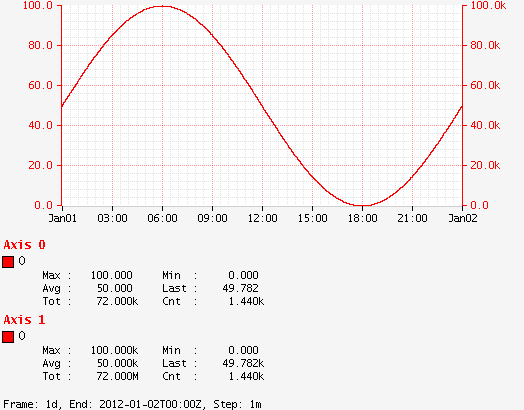 100.0 100.0k
80.0 80.0k
60.0 60.0k
40.0 40.0k
20.0 20.0k
0.0 0.0k
Jan01 03:00 06:00 09:00 12:00 15:00 18:00 21:00 Jan02
Axis 0
0
Max : 100.000 Min : 0.000
Avg : 50.000 Last : 49.782
Tot : 72.000k Cnt : 1.440k
Axis 1
0
Max : 100.000k Min : 0.000k
Avg : 50.000k Last : 49.782k
Tot : 72.000M Cnt : 1.440k
Frame: 1d, End: 2012-01-02T00:00Z, Step: 1m